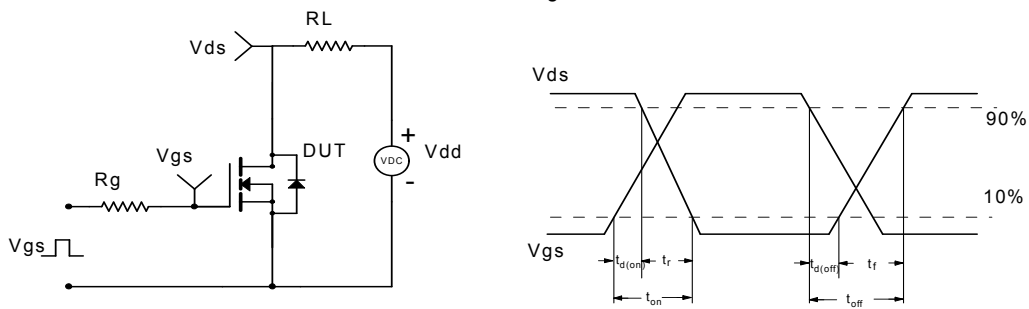 RL
Vds
Vgs
DUT
VDC
+
Vdd
-
Rg
Vgs
Vds
90%
10%
Vgs
td(on)
tr
td(off)
tf
ton
toff